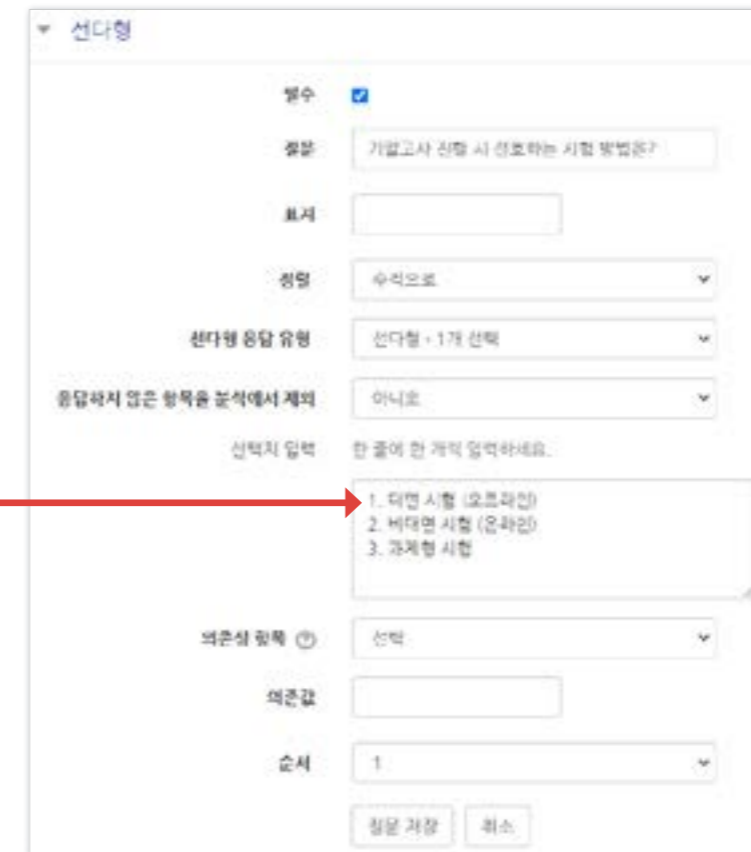 선다형
필수
질문 기말고사 진행 시 선호하는 시험 방법은?
표지
정렬 수직으로
선다형 응답 유형 선다형 - 1개 선택
응답하지 않은 항목을 분석에서 제외 아니오
선택지 입력 한 줄에 한 개씩 입력하세요.
1. 대면 시험 (오프라인)
2. 비대면 시험 (온라인)
3. 과제형 시험
의존성 항목 선택
의존값
순서 1
질문 저장 취소